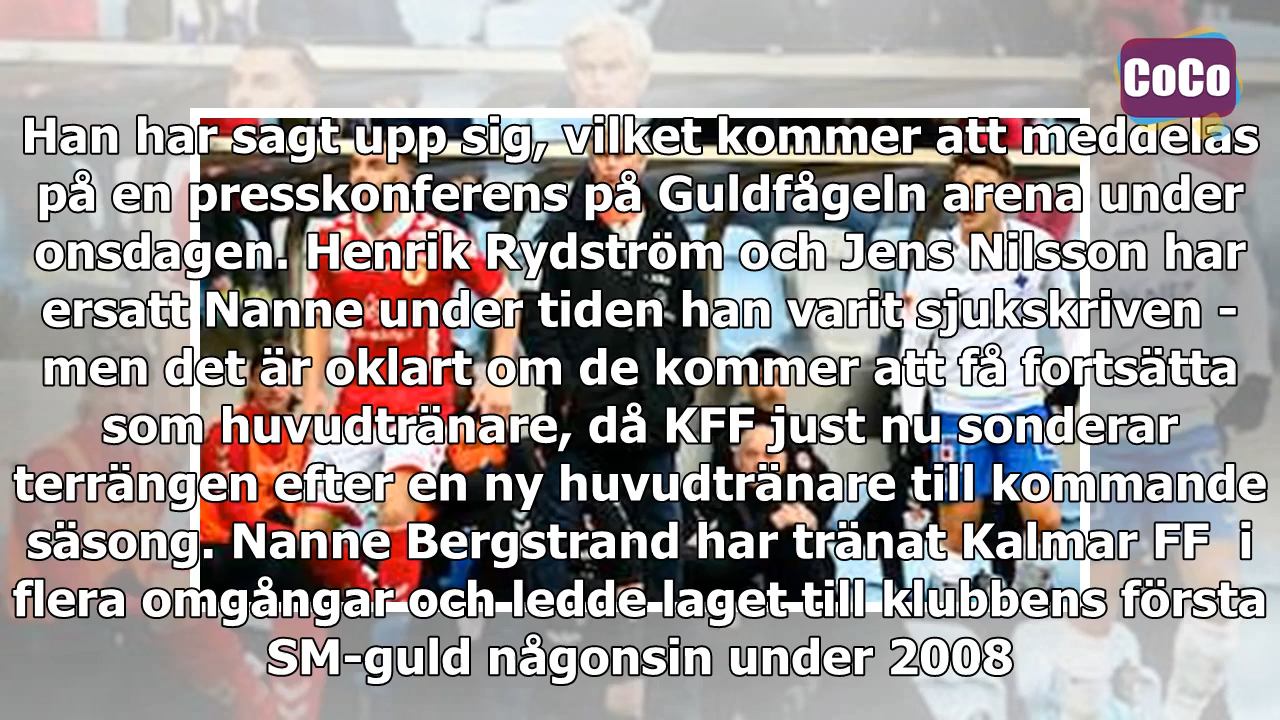 CoCo
Han har sagt upp sig, vilket kommer att meddelas
på en presskonferens på Guldfågeln arena under
onsdagen. Henrik Rydström och Jens Nilsson har
ersatt Nanne under tiden han varit sjukskriven -
men det är oklart om de kommer att få fortsätta
som huvudtränare, då KFF just nu sonderar
terrängen efter en ny huvudtränare till kommande
säsong. Nanne Bergstrand har tränat Kalmar FF  i
flera omgångar och ledde laget till klubbens första
SM-guld någonsin under 2008